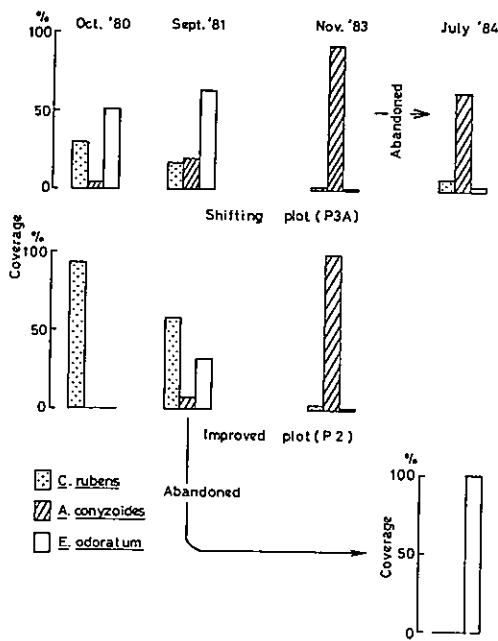 Oct. '80 Sept. '81 Nov. '83 July '84
100 %
50
0
Abandoned
Shifting plot (P3A)
Coverage
100 %
50
0
Improved plot (P2)
C. rubens
A. conyzoides
E. odoratum
Abandoned
%
100
50
0
Coverage